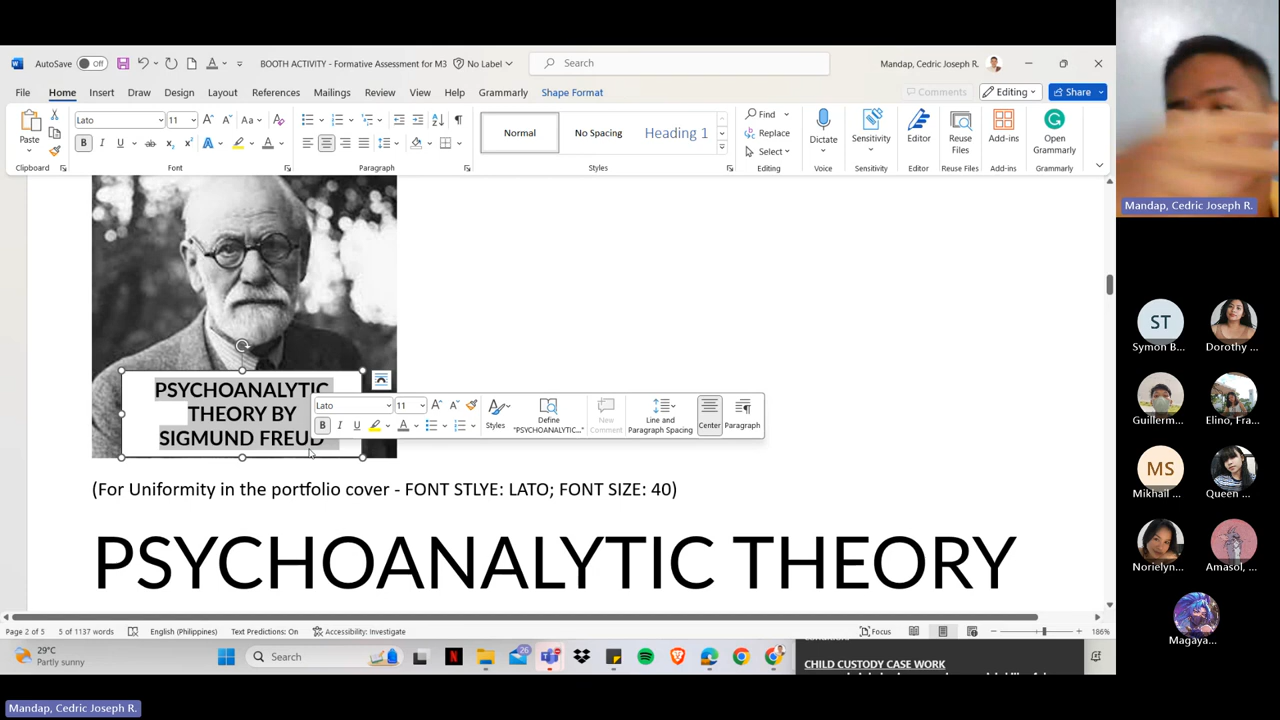 AutoSave Off BOOTH ACTIVITY - Formative Assessment for M3 No Label Search Mandap, Cedric Joseph R.
File Home Insert Draw Design Layout References Mailings Review View Help Grammarly Shape Format Comments Editing Share
Paste Lato 11 Find Normal No Spacing Heading 1 Replace Select Dictate Sensitivity Editor Reuse Files Add-ins Open Grammarly
Clipboard Font Paragraph Styles Editing Voice Sensitivity Editor Reuse Files Add-ins Grammarly
Mandap, Cedric Joseph R.
PSYCHOANALYTIC
THEORY BY
SIGMUND FREUD
Lato 11 Styles Define "PSYCHOANALYTIC..." New Comment Line and Paragraph Spacing Center Paragraph
(For Uniformity in the portfolio cover - FONT STLYE: LATO; FONT SIZE: 40)
PSYCHOANALYTIC THEORY
ST
Symon B... Dorothy
Guillerm... Elino, Fra...
MS
Mikhail ... Queen
Norielyn... Amasol, ...
Magaya...
Page 2 of 5 5 of 1137 words English (Philippines) Text Predictions: On Accessibility: Investigate Focus 186%
29°C
Partly sunny
Search
26
CHILD CUSTODY CASE WORK
Mandap, Cedric Joseph R.